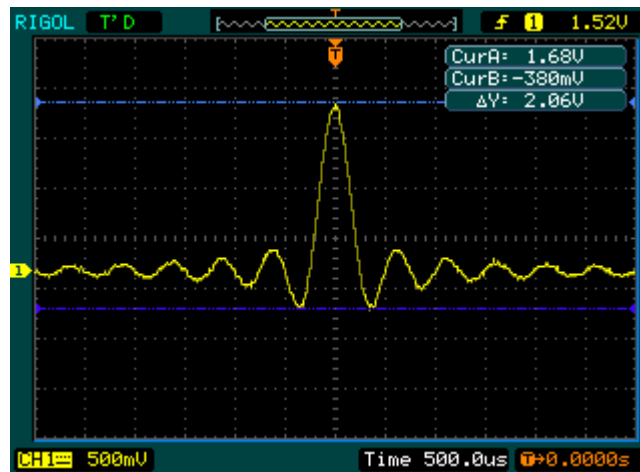 RIGOL T'D T f 1 1.52V
T
CurA: 1.68V
CurB:-380mV
ΔY: 2.06V
1
CH1 500mV Time 500.0us T→0.0000s